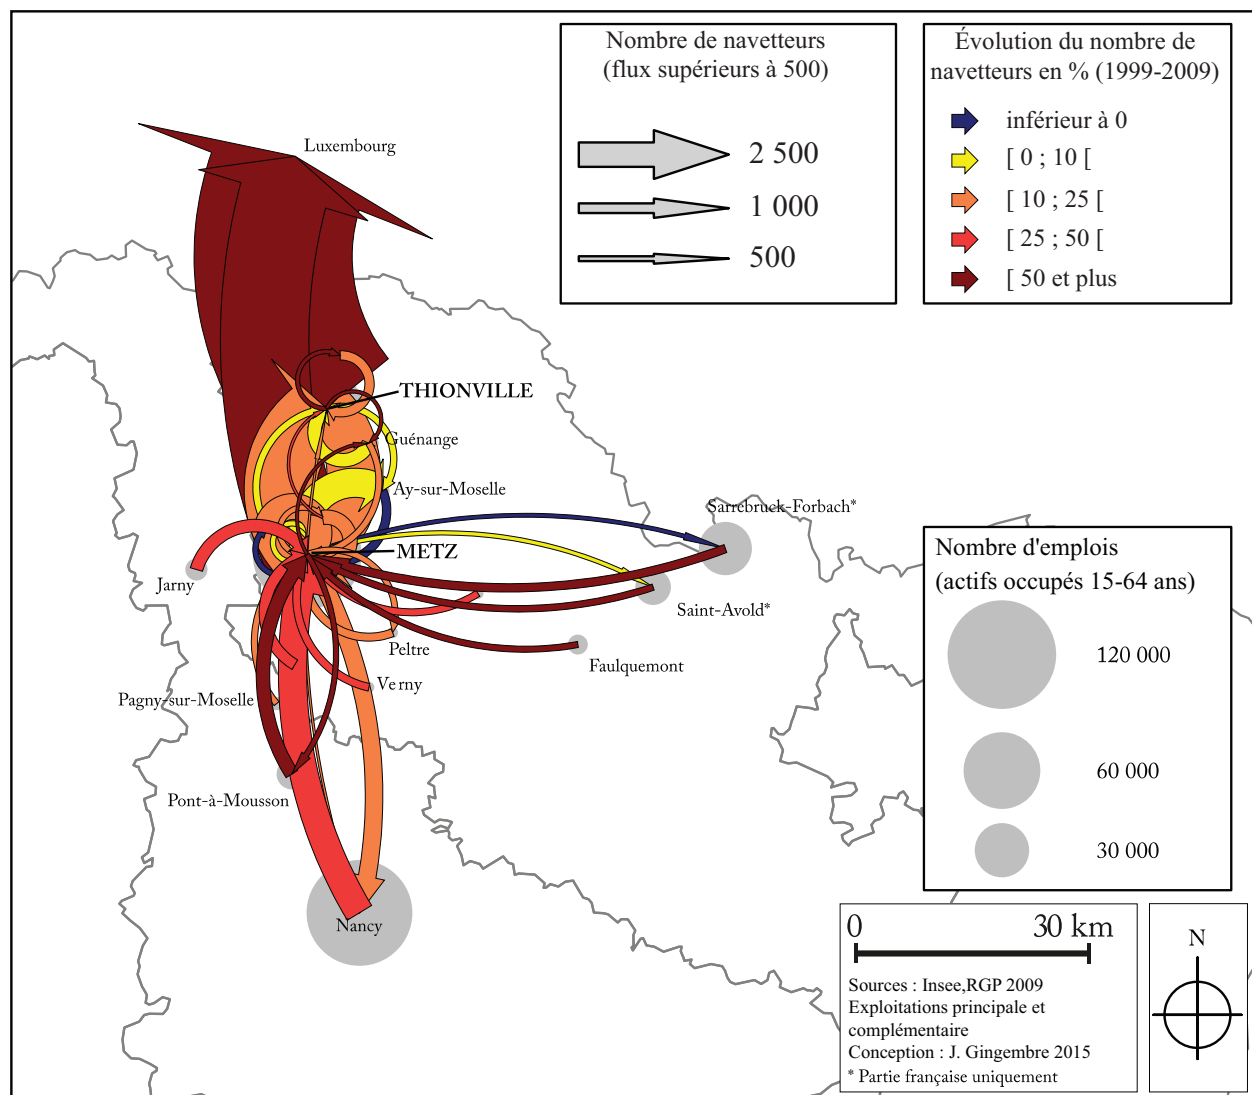 Nombre de navetteurs
(flux supérieurs à 500)
2 500
1 000
500
Évolution du nombre de
navetteurs en % (1999-2009)
inférieur à 0
[ 0 ; 10 [
[ 10 ; 25 [
[ 25 ; 50 [
[ 50 et plus
Luxembourg
THIONVILLE
Guénange
Ay-sur-Moselle
Sarrebruck-Forbach*
METZ
Jarny
Saint-Avold*
Peltre
Faulquemont
Verny
Pagny-sur-Moselle
Pont-à-Mousson
Nancy
Nombre d'emplois
(actifs occupés 15-64 ans)
120 000
60 000
30 000
0 30 km
Sources : Insee,RGP 2009
Exploitations principale et
complémentaire
Conception : J. Gingembre 2015
* Partie française uniquement
N